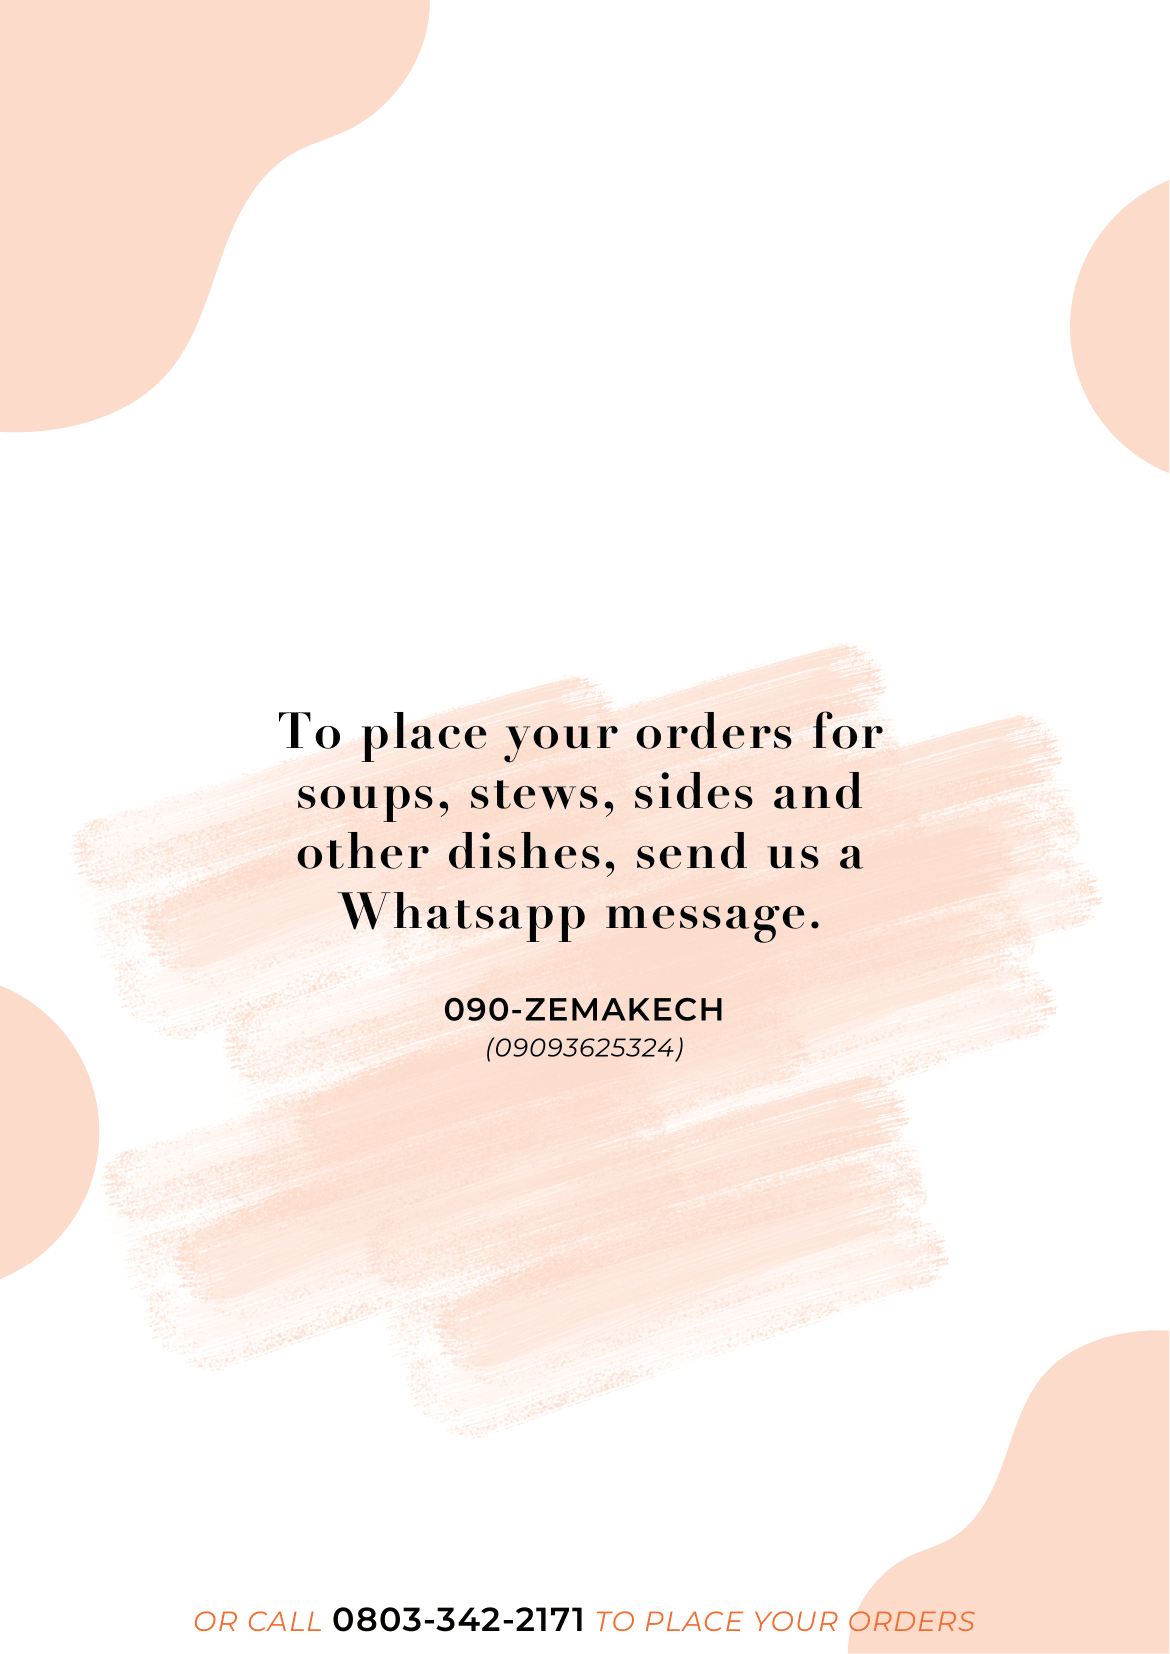 To place your orders for
soups, stews, sides and
other dishes, send us a
Whatsapp message.
090-ZEMAKECH
(09093625324)
OR CALL 0803-342-2171 TO PLACE YOUR ORDERS